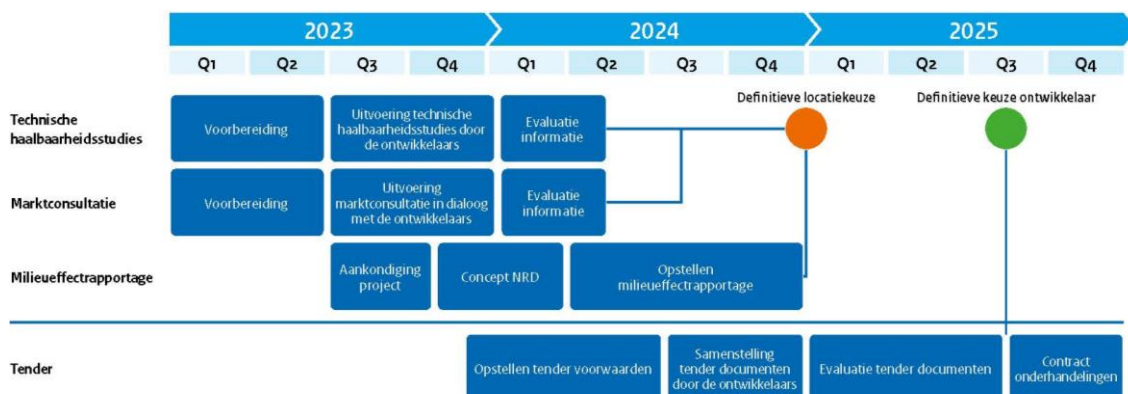 2023 2024 2025
Q1 Q2 Q3 Q4 Q1 Q2 Q3 Q4 Q1 Q2 Q3 Q4
Definitieve locatiekeuze
Definitieve keuze ontwikkelaar
Technische
haalbaarheidsstudies
Voorbereiding
Uitvoering technische
haalbaarheidsstudies door
de ontwikkelaars
Evaluatie
informatie
Marktconsultatie
Voorbereiding
Uitvoering
marktconsultatie in dialoog
met de ontwikkelaars
Evaluatie
informatie
Milieueffectrapportage
Aankondiging
project
Concept NRD
Opstellen
milieueffectrapportage
Tender
Opstellen tender voorwaarden
Samenstelling
tender documenten
door de ontwikkelaars
Evaluatie tender documenten
Contract
onderhandelingen